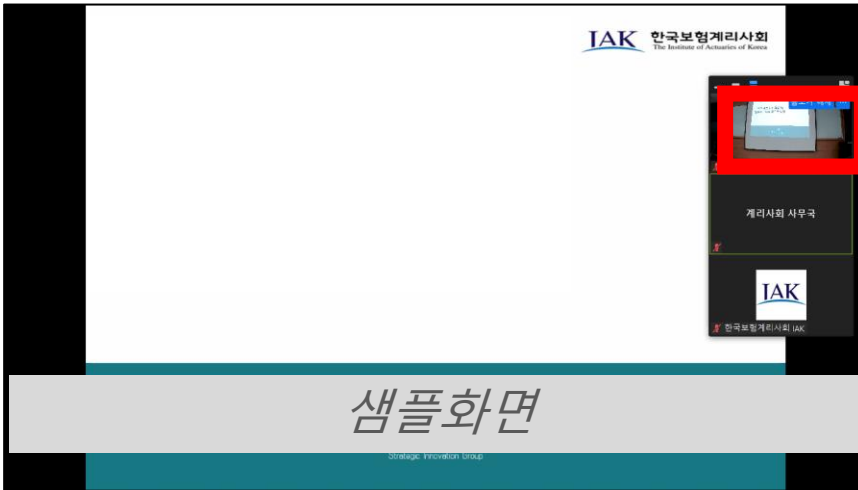 IAK 한국보험계리사회
The Institute of Actuaries of Korea
계리사회 사무국
IAK
한국보험계리사회 IAK
샘플화면
Strategic Innovation Group